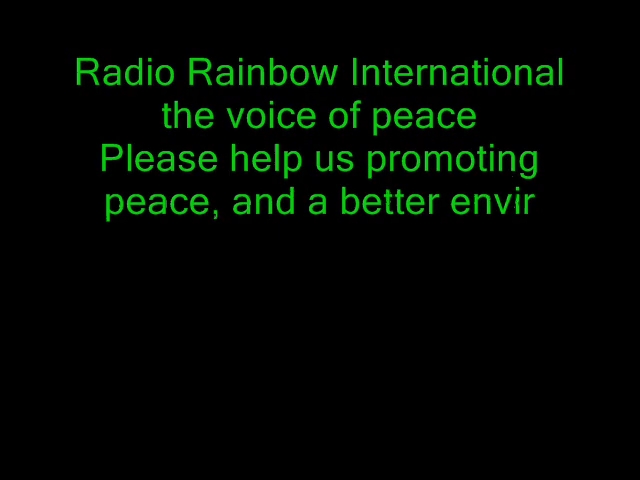 Radio Rainbow International
the voice of peace
Please help us promoting
peace, and a better envir